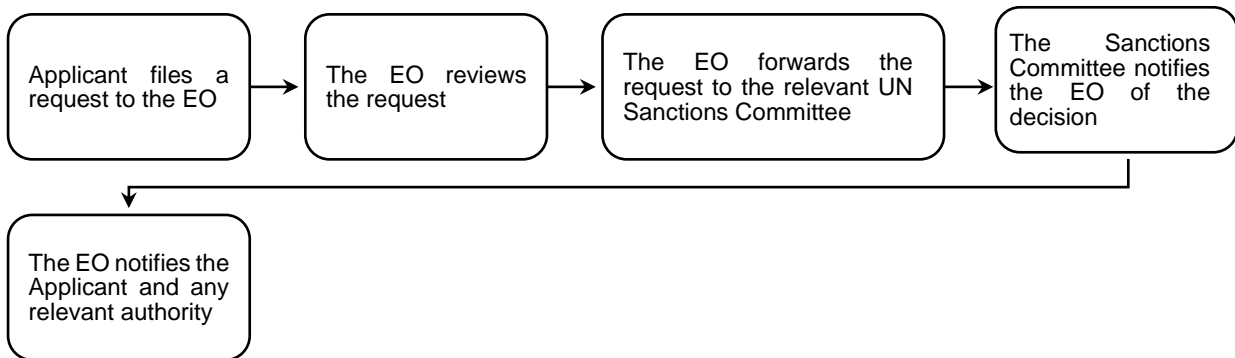 Applicant files a
request to the EO
The EO reviews
the request
The EO forwards the
request to the relevant UN
Sanctions Committee
The Sanctions
Committee notifies
the EO of the
decision
The EO notifies the
Applicant and any
relevant authority